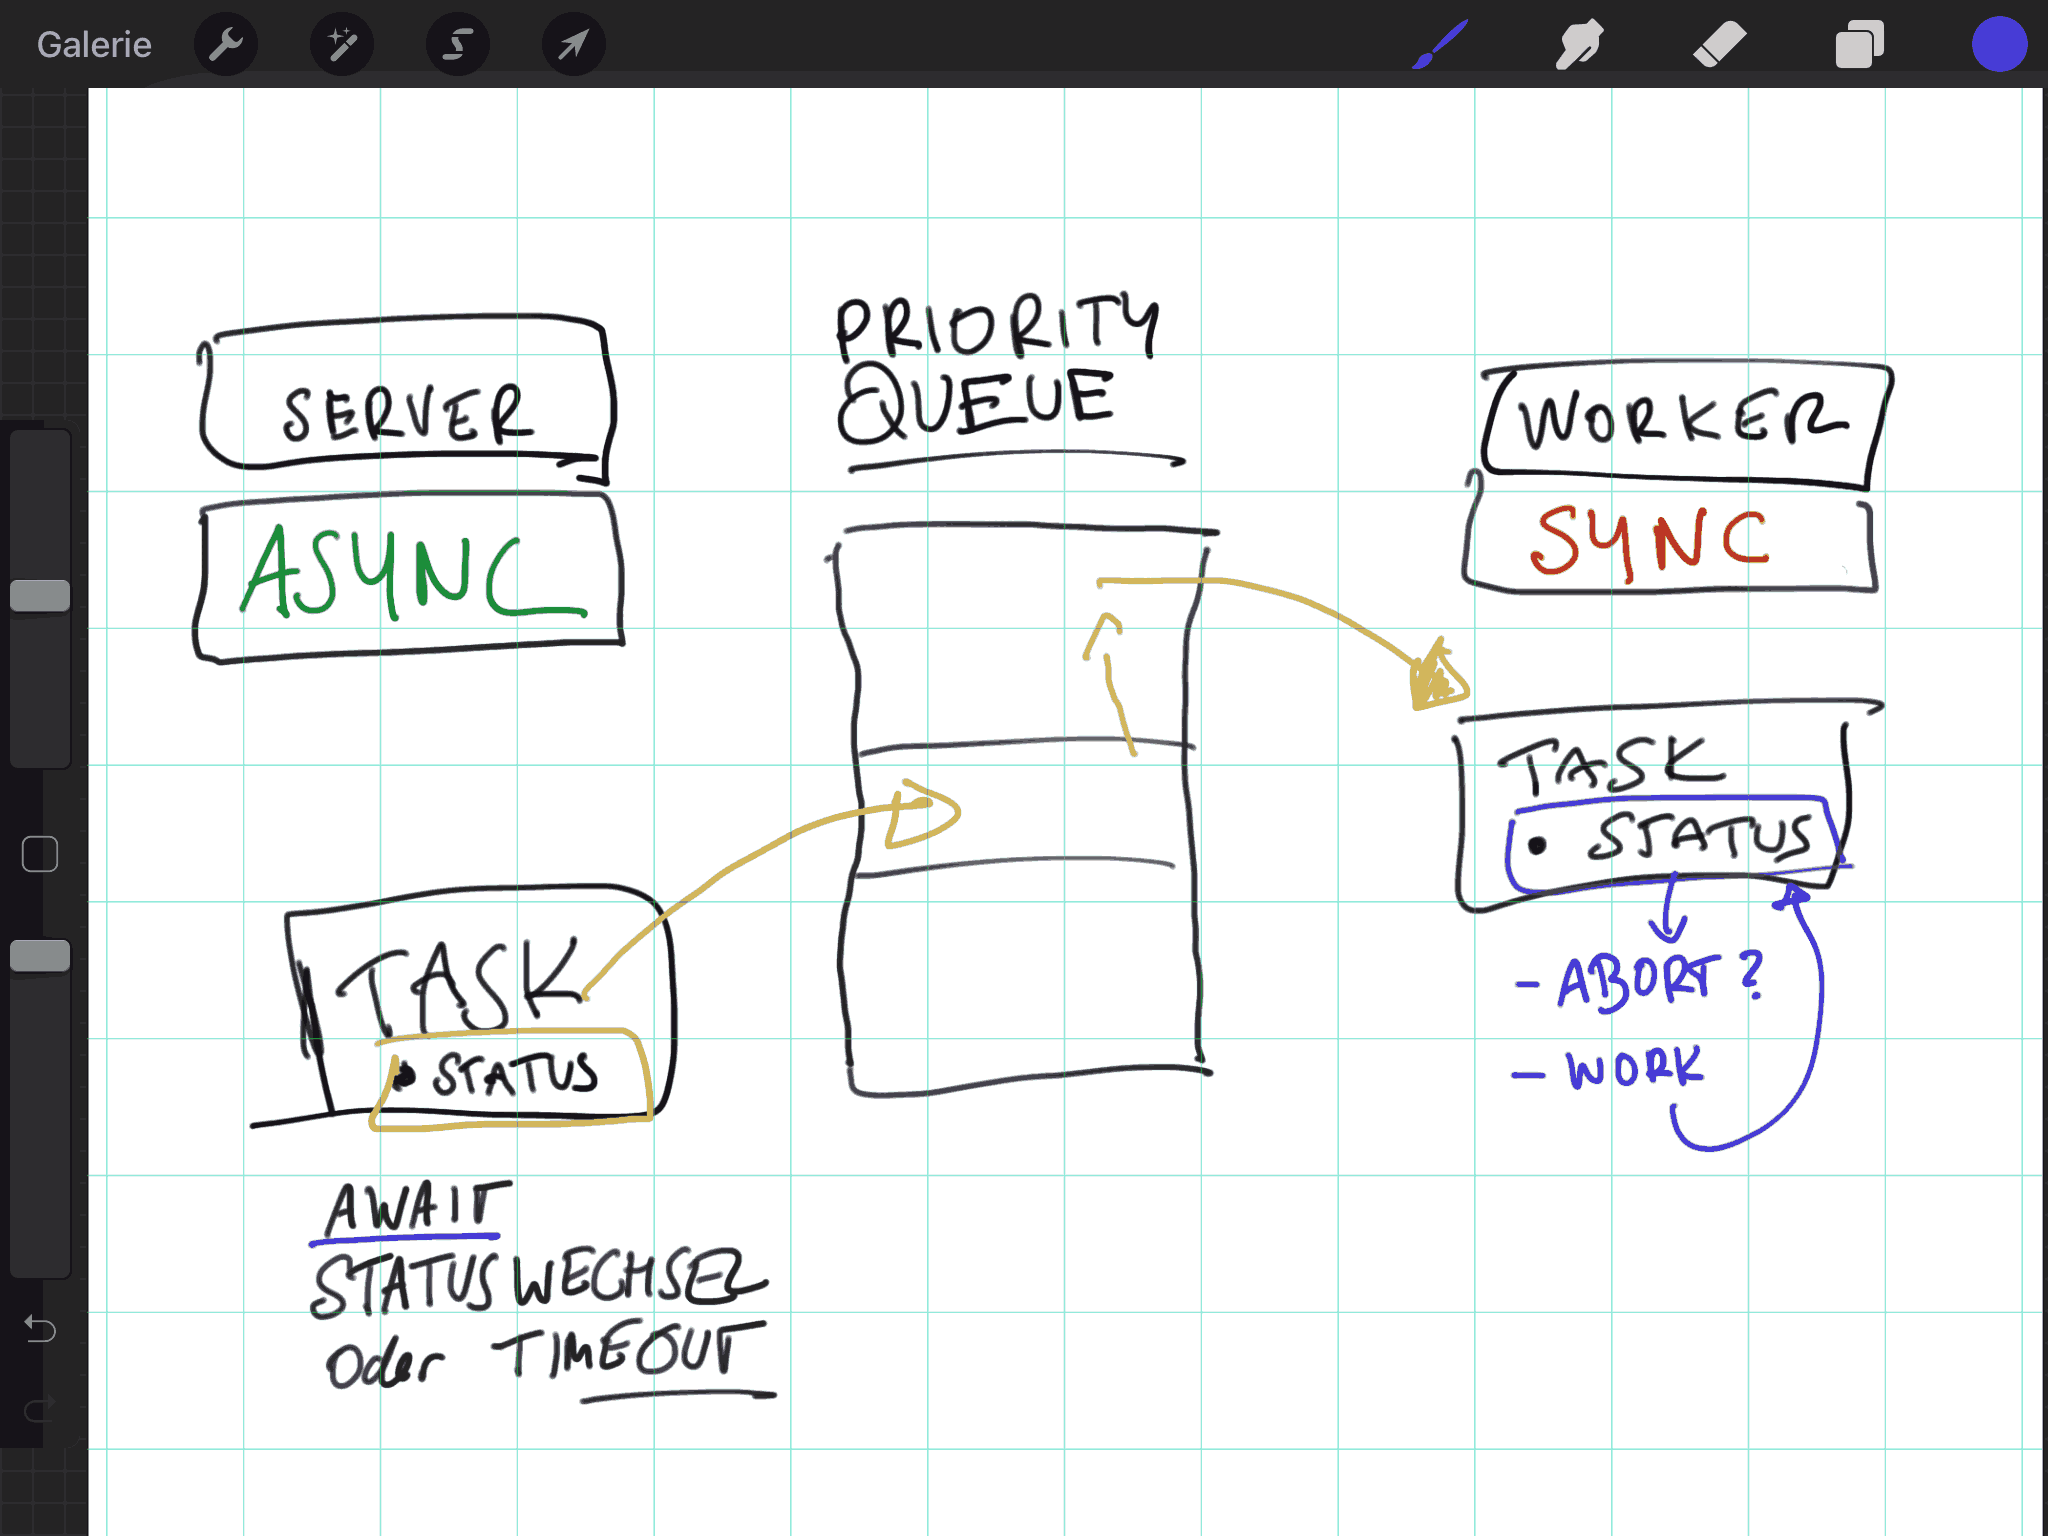 Galerie
SERVER
ASYNC
PRIORITY
QUEUE
WORKER
SYNC
TASK
• STATUS
AWAIT
STATUSWECHSEL
oder TIMEOUT
TASK
• STATUS
- ABORT?
- WORK